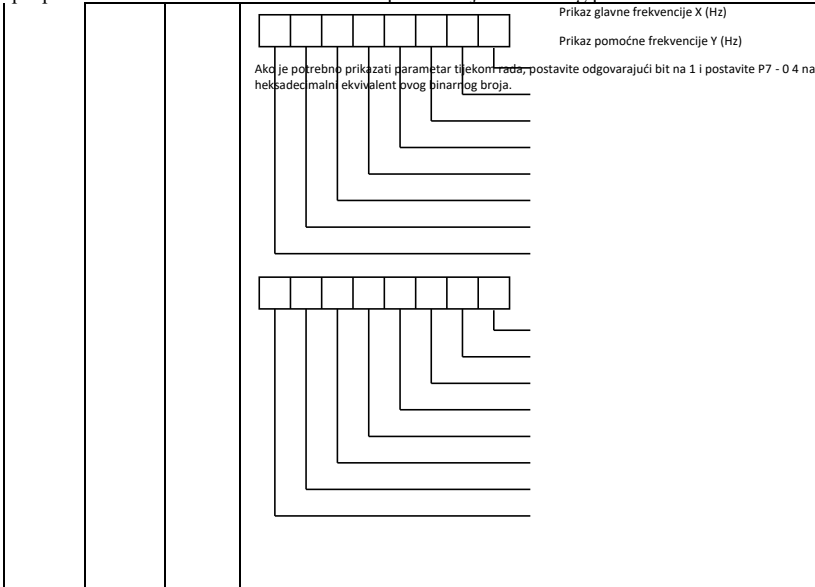 Prikaz glavne frekvencije X (Hz)
Prikaz pomoćne frekvencije Y (Hz)
Ako je potrebno prikazati parametar tijekom rada, postavite odgovarajući bit na 1 i postavite P7 - 0 4 na
heksadecimalni ekvivalent ovog binarnog broja.